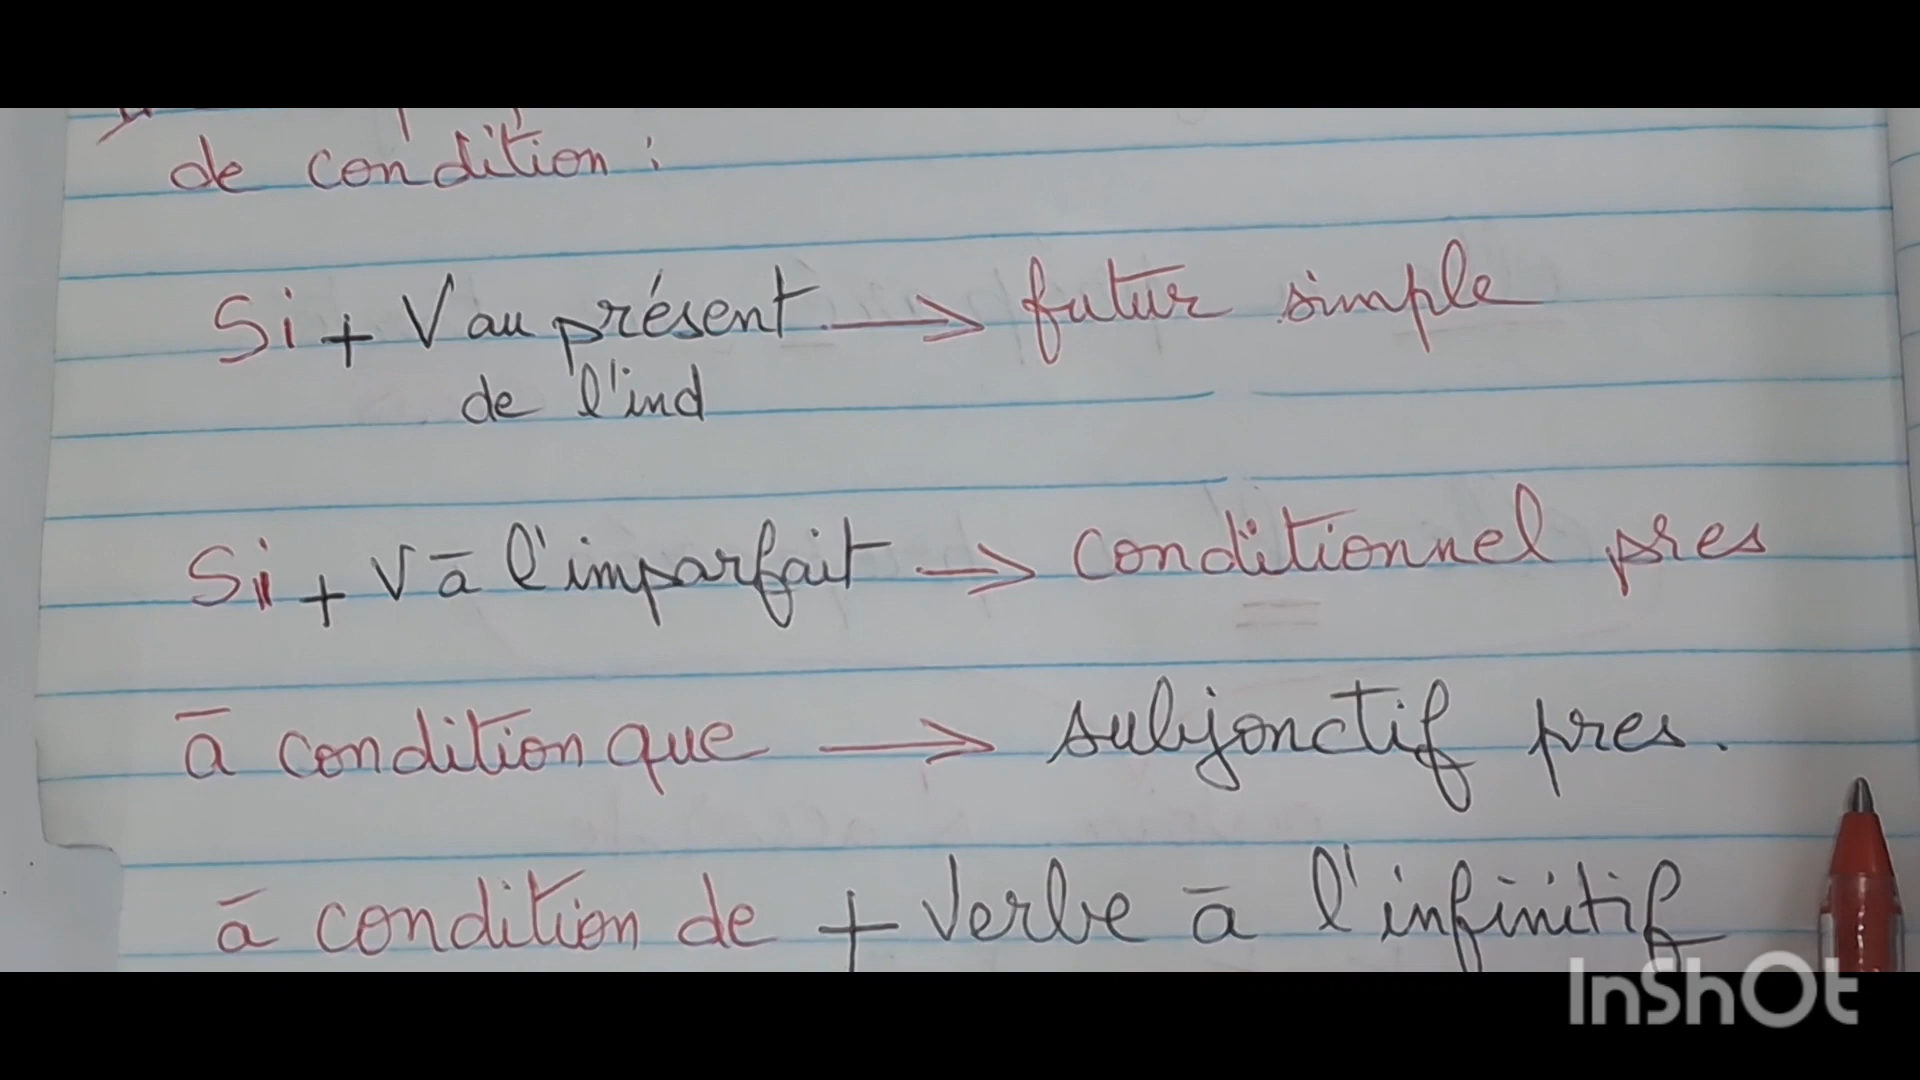 de condition :
Si + V au présent → futur simple
de l'ind
Si + V à l'imparfait → conditionnel pres
à condition que → subjonctif pres.
à condition de + verbe à l'infinitif
InShOt